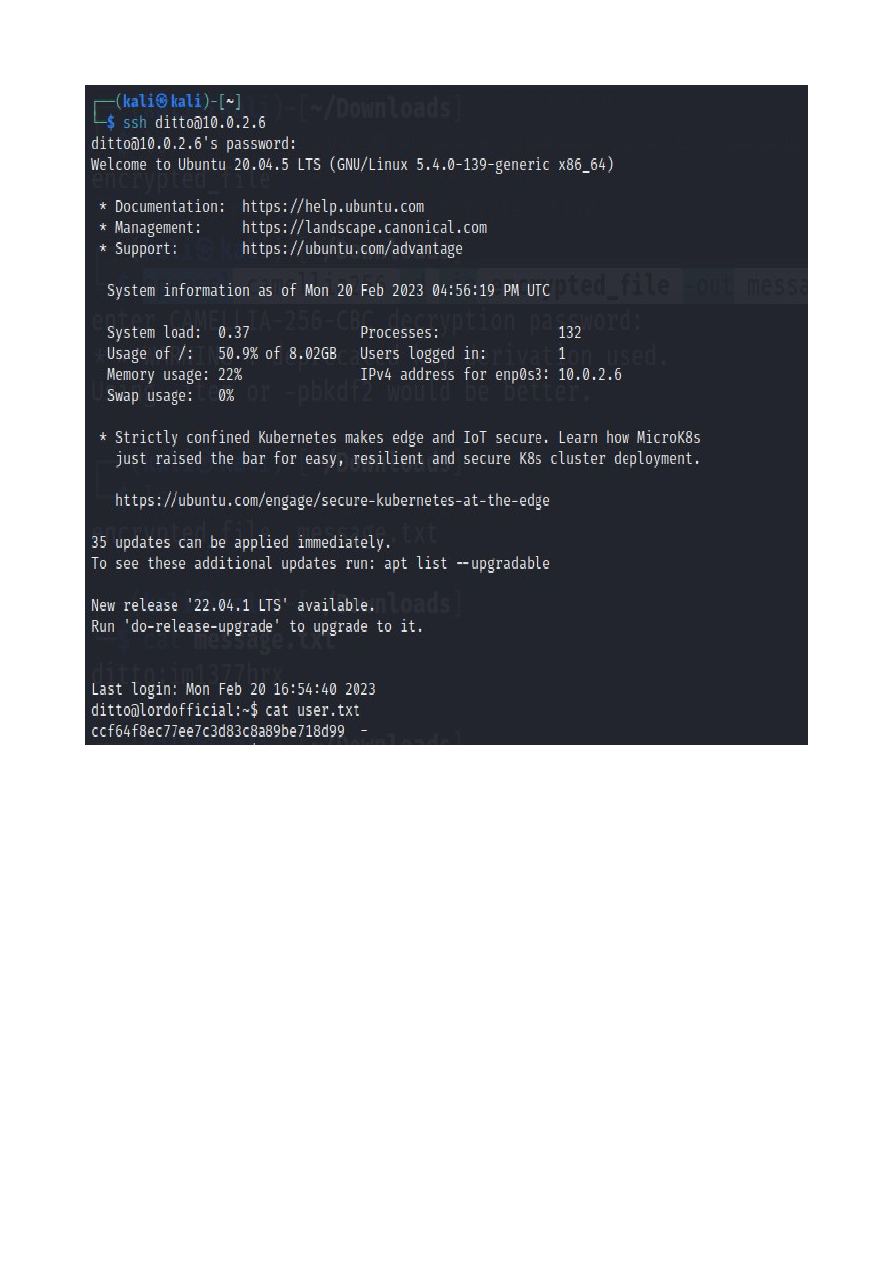 ┌──(kali㉿kali)-[~]
└─$ ssh ditto@10.0.2.6
ditto@10.0.2.6's password:
Welcome to Ubuntu 20.04.5 LTS (GNU/Linux 5.4.0-139-generic x86_64)
* Documentation:  https://help.ubuntu.com
* Management:     https://landscape.canonical.com
* Support:        https://ubuntu.com/advantage
System information as of Mon 20 Feb 2023 04:56:19 PM UTC
System load:  0.37              Processes:               132
Usage of /:   50.9% of 8.02GB   Users logged in:         1
Memory usage: 22%               IPv4 address for enp0s3: 10.0.2.6
Swap usage:   0%
* Strictly confined Kubernetes makes edge and IoT secure. Learn how MicroK8s
just raised the bar for easy, resilient and secure K8s cluster deployment.
https://ubuntu.com/engage/secure-kubernetes-at-the-edge
35 updates can be applied immediately.
To see these additional updates run: apt list --upgradable
New release '22.04.1 LTS' available.
Run 'do-release-upgrade' to upgrade to it.
Last login: Mon Feb 20 16:54:40 2023
ditto@lordofficial:~$ cat user.txt
ccf64f8ec77ee7c3d83c8a89be718d99  -